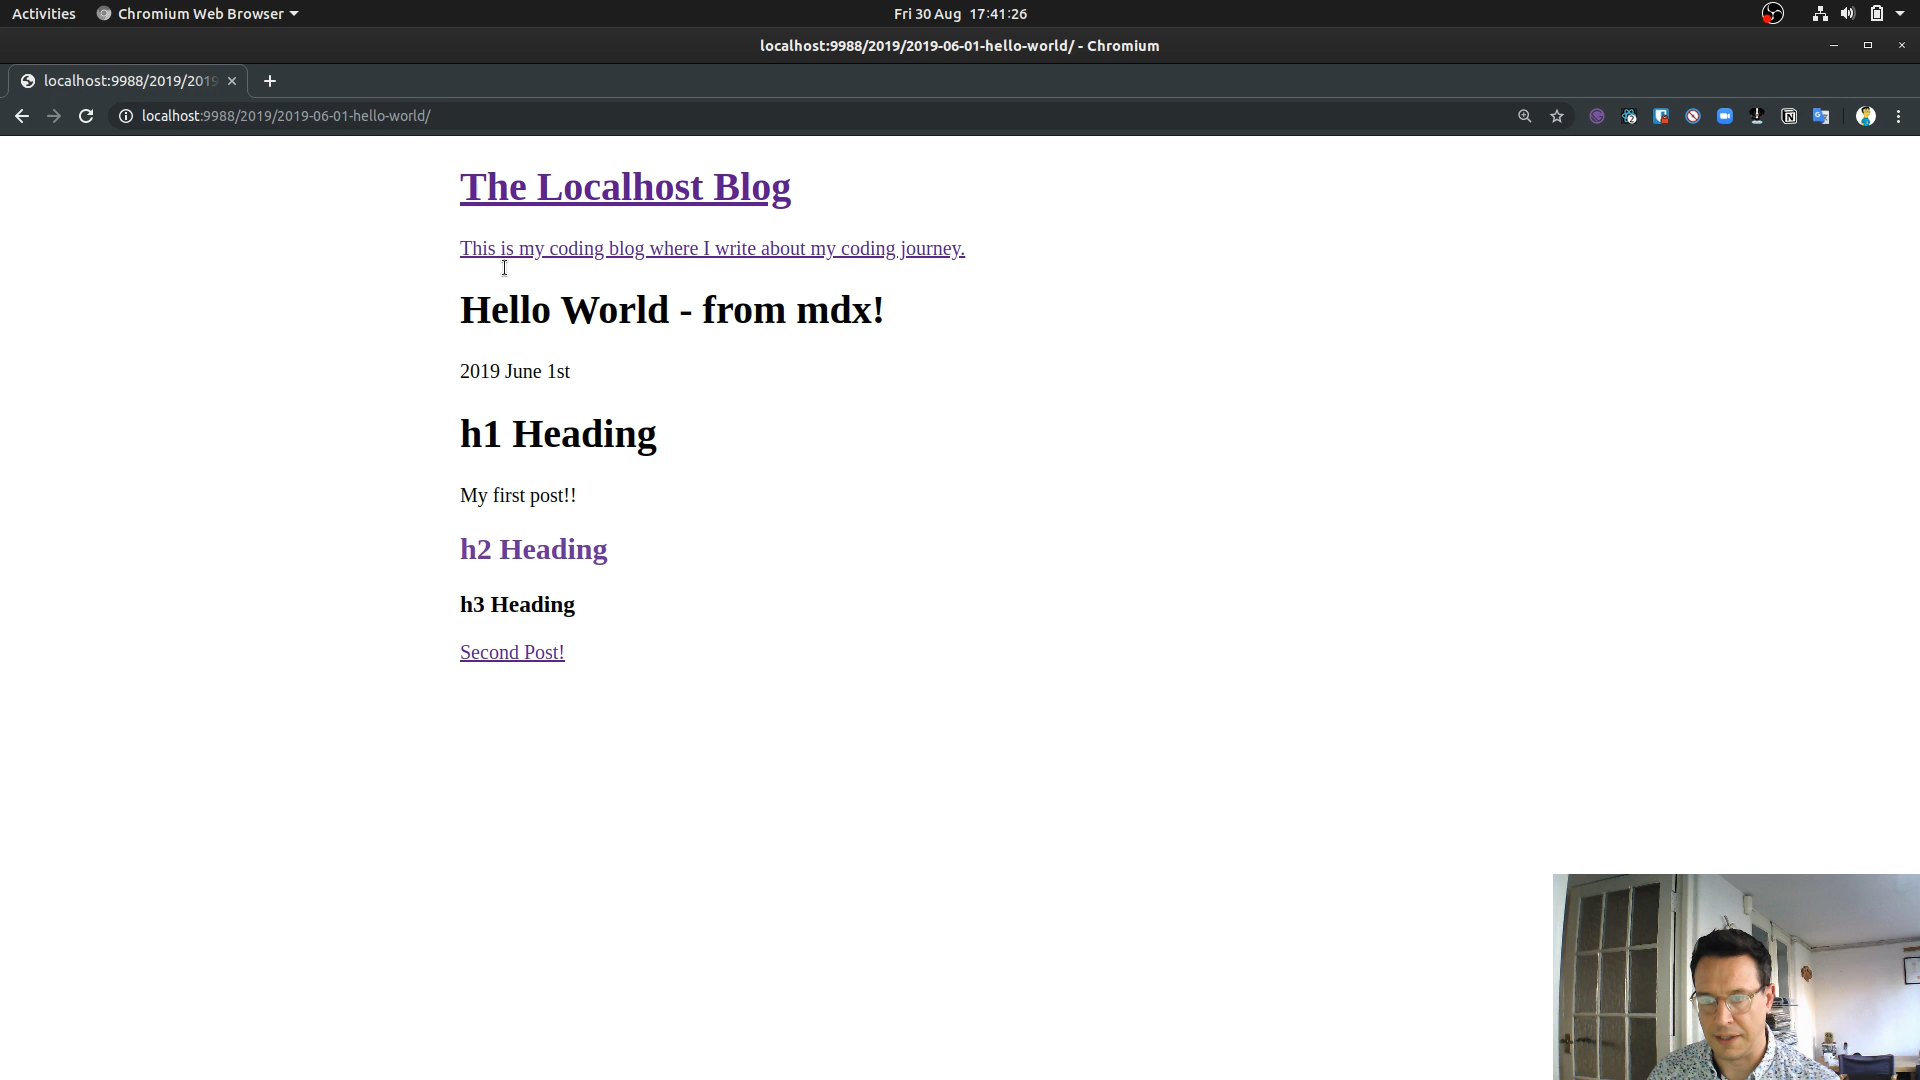 Activities
Chromium Web Browser
Fri 30 Aug 17:41:26
localhost:9988/2019/2019-06-01-hello-world/ - Chromium
localhost:9988/2019/2019
localhost:9988/2019/2019-06-01-hello-world/
The Localhost Blog
This is my coding blog where I write about my coding journey.
Hello World - from mdx!
2019 June 1st
h1 Heading
My first post!!
h2 Heading
h3 Heading
Second Post!